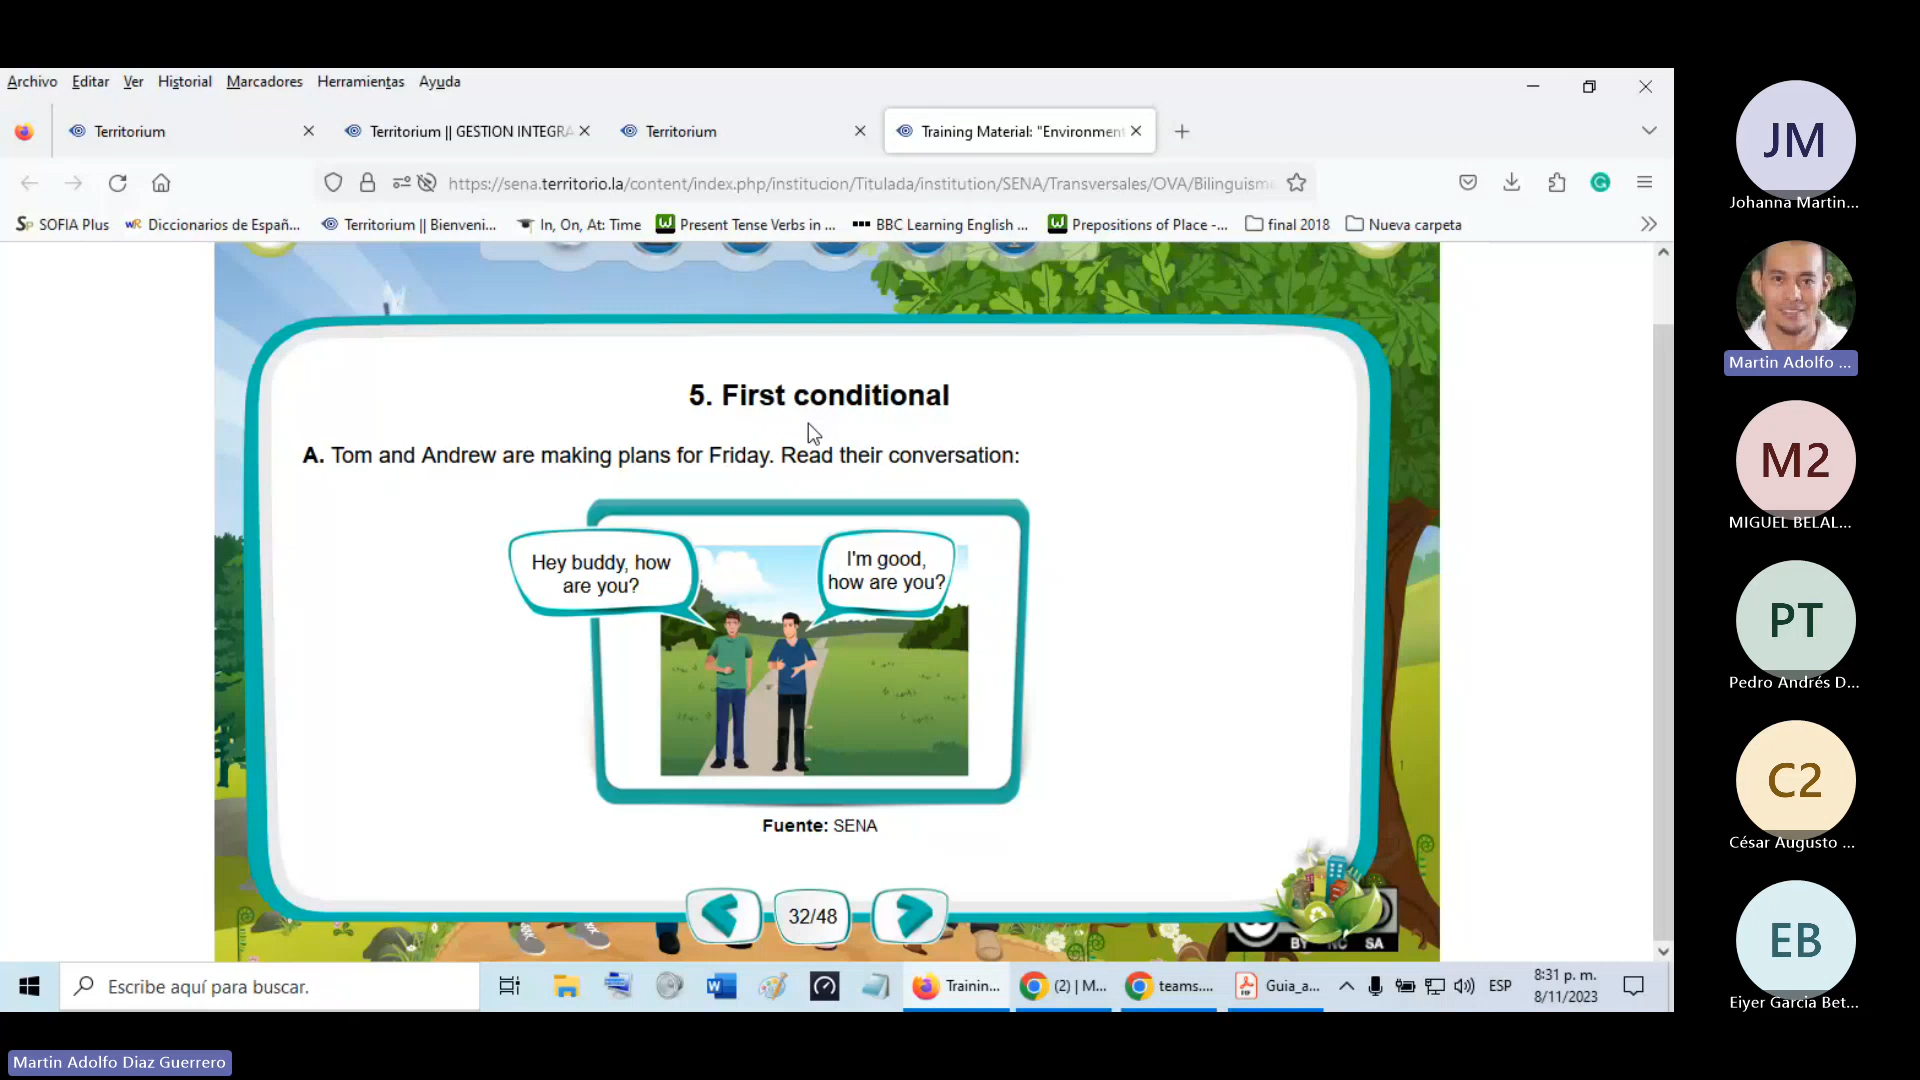 Archivo Editar Ver Historial Marcadores Herramientas Ayuda
Territorium
Territorium || GESTION INTEGRA
Territorium
Training Material: "Environment
https://sena.territorio.la/content/index.php/institucion/Titulada/institution/SENA/Transversales/OVA/Bilinguism
SOFIA Plus
Diccionarios de Españ...
Territorium || Bienveni...
In, On, At: Time
Present Tense Verbs in ...
BBC Learning English ...
Prepositions of Place -...
final 2018
Nueva carpeta
5. First conditional
A. Tom and Andrew are making plans for Friday. Read their conversation:
Hey buddy, how
are you?
I'm good,
how are you?
Fuente: SENA
32/48
BY NC SA
Escribe aquí para buscar.
Trainin...
(2) | M...
teams....
Guia_a...
ESP
8:31 p. m.
8/11/2023
JM
Johanna Martin...
Martin Adolfo ...
M2
MIGUEL BELAL...
PT
Pedro Andrés D...
C2
César Augusto ...
EB
Eiyer Garcia Bet...
Martin Adolfo Diaz Guerrero